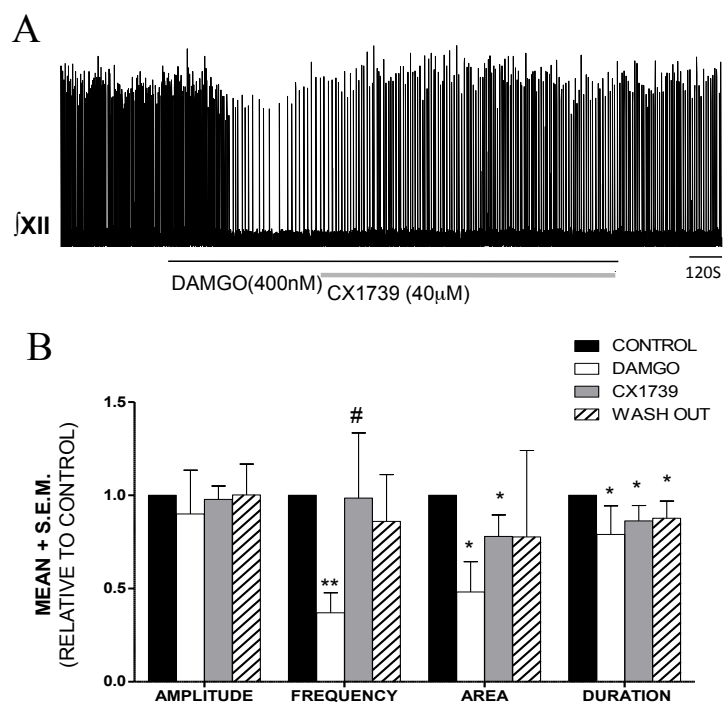 A
∫XII
DAMGO(400nM)
CX1739 (40μM)
120S
B
CONTROL
DAMGO
CX1739
WASH OUT
MEAN + S.E.M.
(RELATIVE TO CONTROL)
1.5
1.0
0.5
0.0
#
**
*
*
*
*
*
AMPLITUDE
FREQUENCY
AREA
DURATION